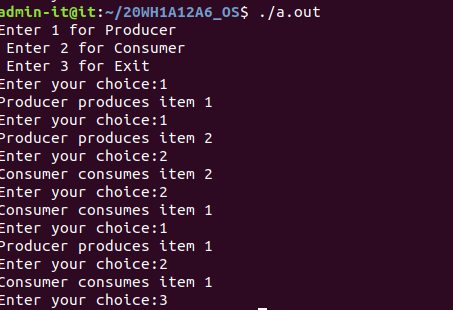 admin-it@it:~/20WH1A12A6_OS$ ./a.out
Enter 1 for Producer
 Enter 2 for Consumer
 Enter 3 for Exit
Enter your choice:1
Producer produces item 1
Enter your choice:1
Producer produces item 2
Enter your choice:2
Consumer consumes item 2
Enter your choice:2
Consumer consumes item 1
Enter your choice:1
Producer produces item 1
Enter your choice:2
Consumer consumes item 1
Enter your choice:3